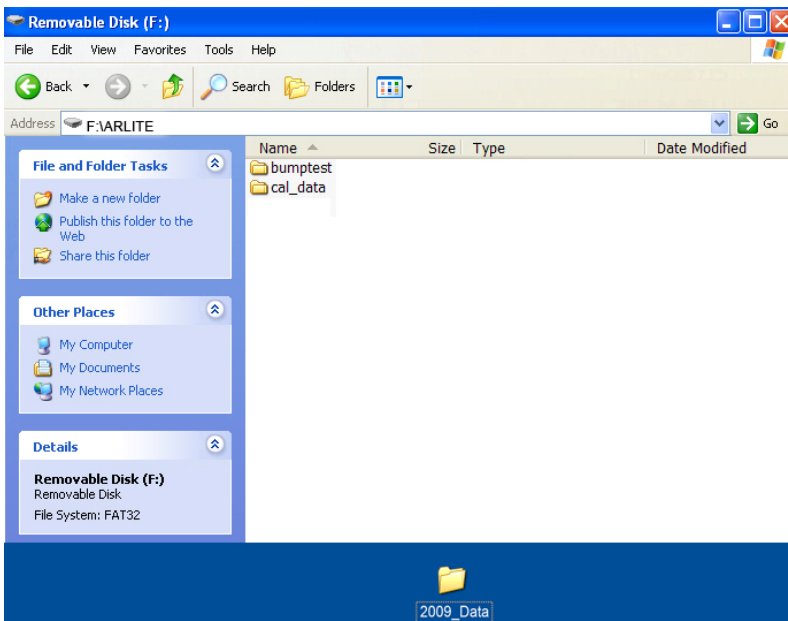 Removable Disk (F:)
File Edit View Favorites Tools Help
Back Search Folders
Address F:\ARLITE Go
Name Size Type Date Modified
bumptest
cal_data
File and Folder Tasks
Make a new folder
Publish this folder to the
Web
Share this folder
Other Places
My Computer
My Documents
My Network Places
Details
Removable Disk (F:)
Removable Disk
File System: FAT32
2009_Data